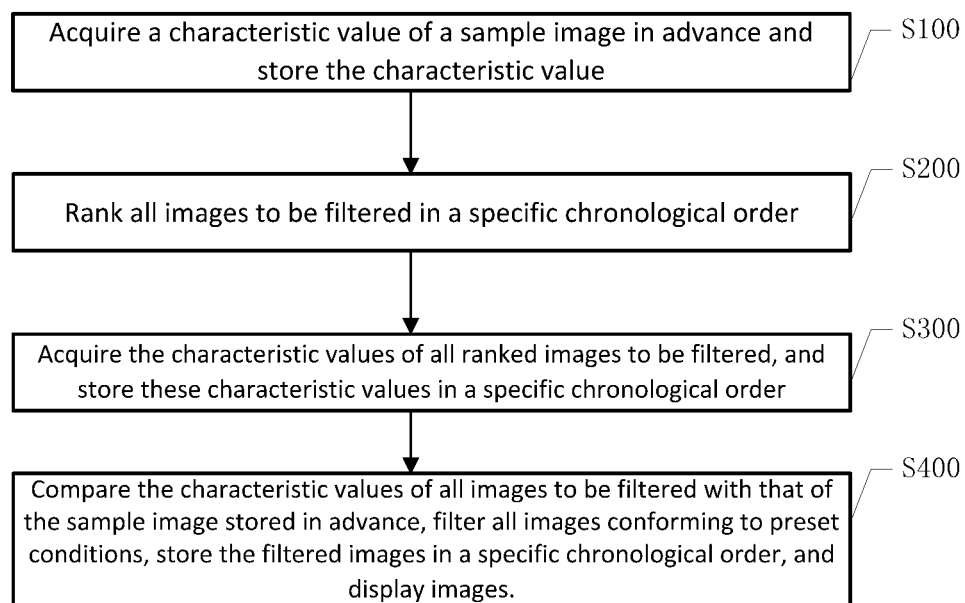 Acquire a characteristic value of a sample image in advance and
store the characteristic value
S100
Rank all images to be filtered in a specific chronological order
S200
Acquire the characteristic values of all ranked images to be filtered, and
store these characteristic values in a specific chronological order
S300
Compare the characteristic values of all images to be filtered with that of
the sample image stored in advance, filter all images conforming to preset
conditions, store the filtered images in a specific chronological order, and
display images.
S400